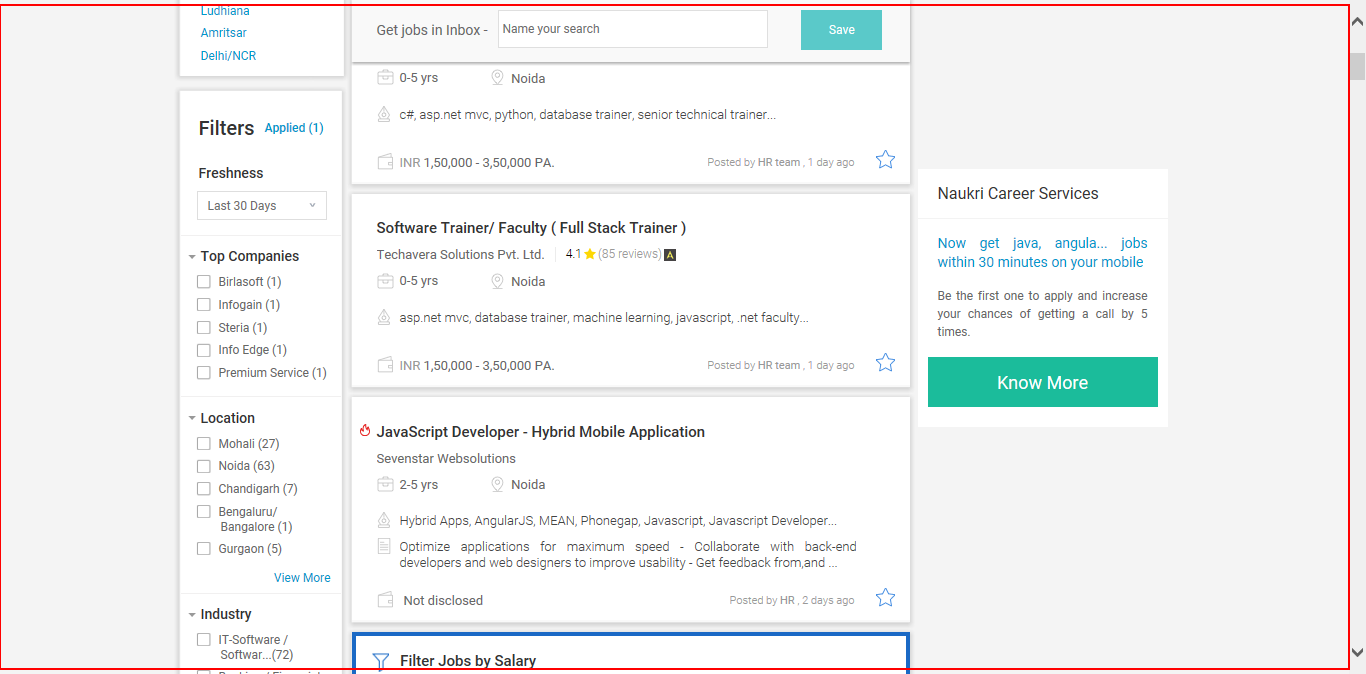 Ludhiana
Amritsar
Delhi/NCR
Filters Applied (1)
Freshness
Last 30 Days
Top Companies
Birlasoft (1)
Infogain (1)
Steria (1)
Info Edge (1)
Premium Service (1)
Location
Mohali (27)
Noida (63)
Chandigarh (7)
Bengaluru/
Bangalore (1)
Gurgaon (5)
View More
Industry
IT-Software /
Softwar...(72)
Get jobs in Inbox - Name your search Save
0-5 yrs Noida
c#, asp.net mvc, python, database trainer, senior technical trainer...
INR 1,50,000 - 3,50,000 PA. Posted by HR team , 1 day ago
Software Trainer/ Faculty ( Full Stack Trainer )
Techavera Solutions Pvt. Ltd. 4.1 (85 reviews) A
0-5 yrs Noida
asp.net mvc, database trainer, machine learning, javascript, .net faculty...
INR 1,50,000 - 3,50,000 PA. Posted by HR team , 1 day ago
JavaScript Developer - Hybrid Mobile Application
Sevenstar Websolutions
2-5 yrs Noida
Hybrid Apps, AngularJS, MEAN, Phonegap, Javascript, Javascript Developer...
Optimize applications for maximum speed - Collaborate with back-end
developers and web designers to improve usability - Get feedback from,and ...
Not disclosed Posted by HR , 2 days ago
Filter Jobs by Salary
Naukri Career Services
Now get java, angula... jobs
within 30 minutes on your mobile
Be the first one to apply and increase
your chances of getting a call by 5
times.
Know More